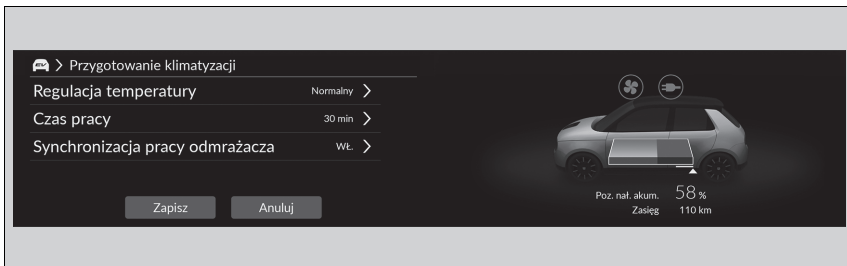 EV > Przygotowanie klimatyzacji
Regulacja temperatury Normalny >
Czas pracy 30 min >
Synchronizacja pracy odmrażacza WŁ. >
Zapisz Anuluj
Poz. nał. akum. 58 %
Zasięg 110 km